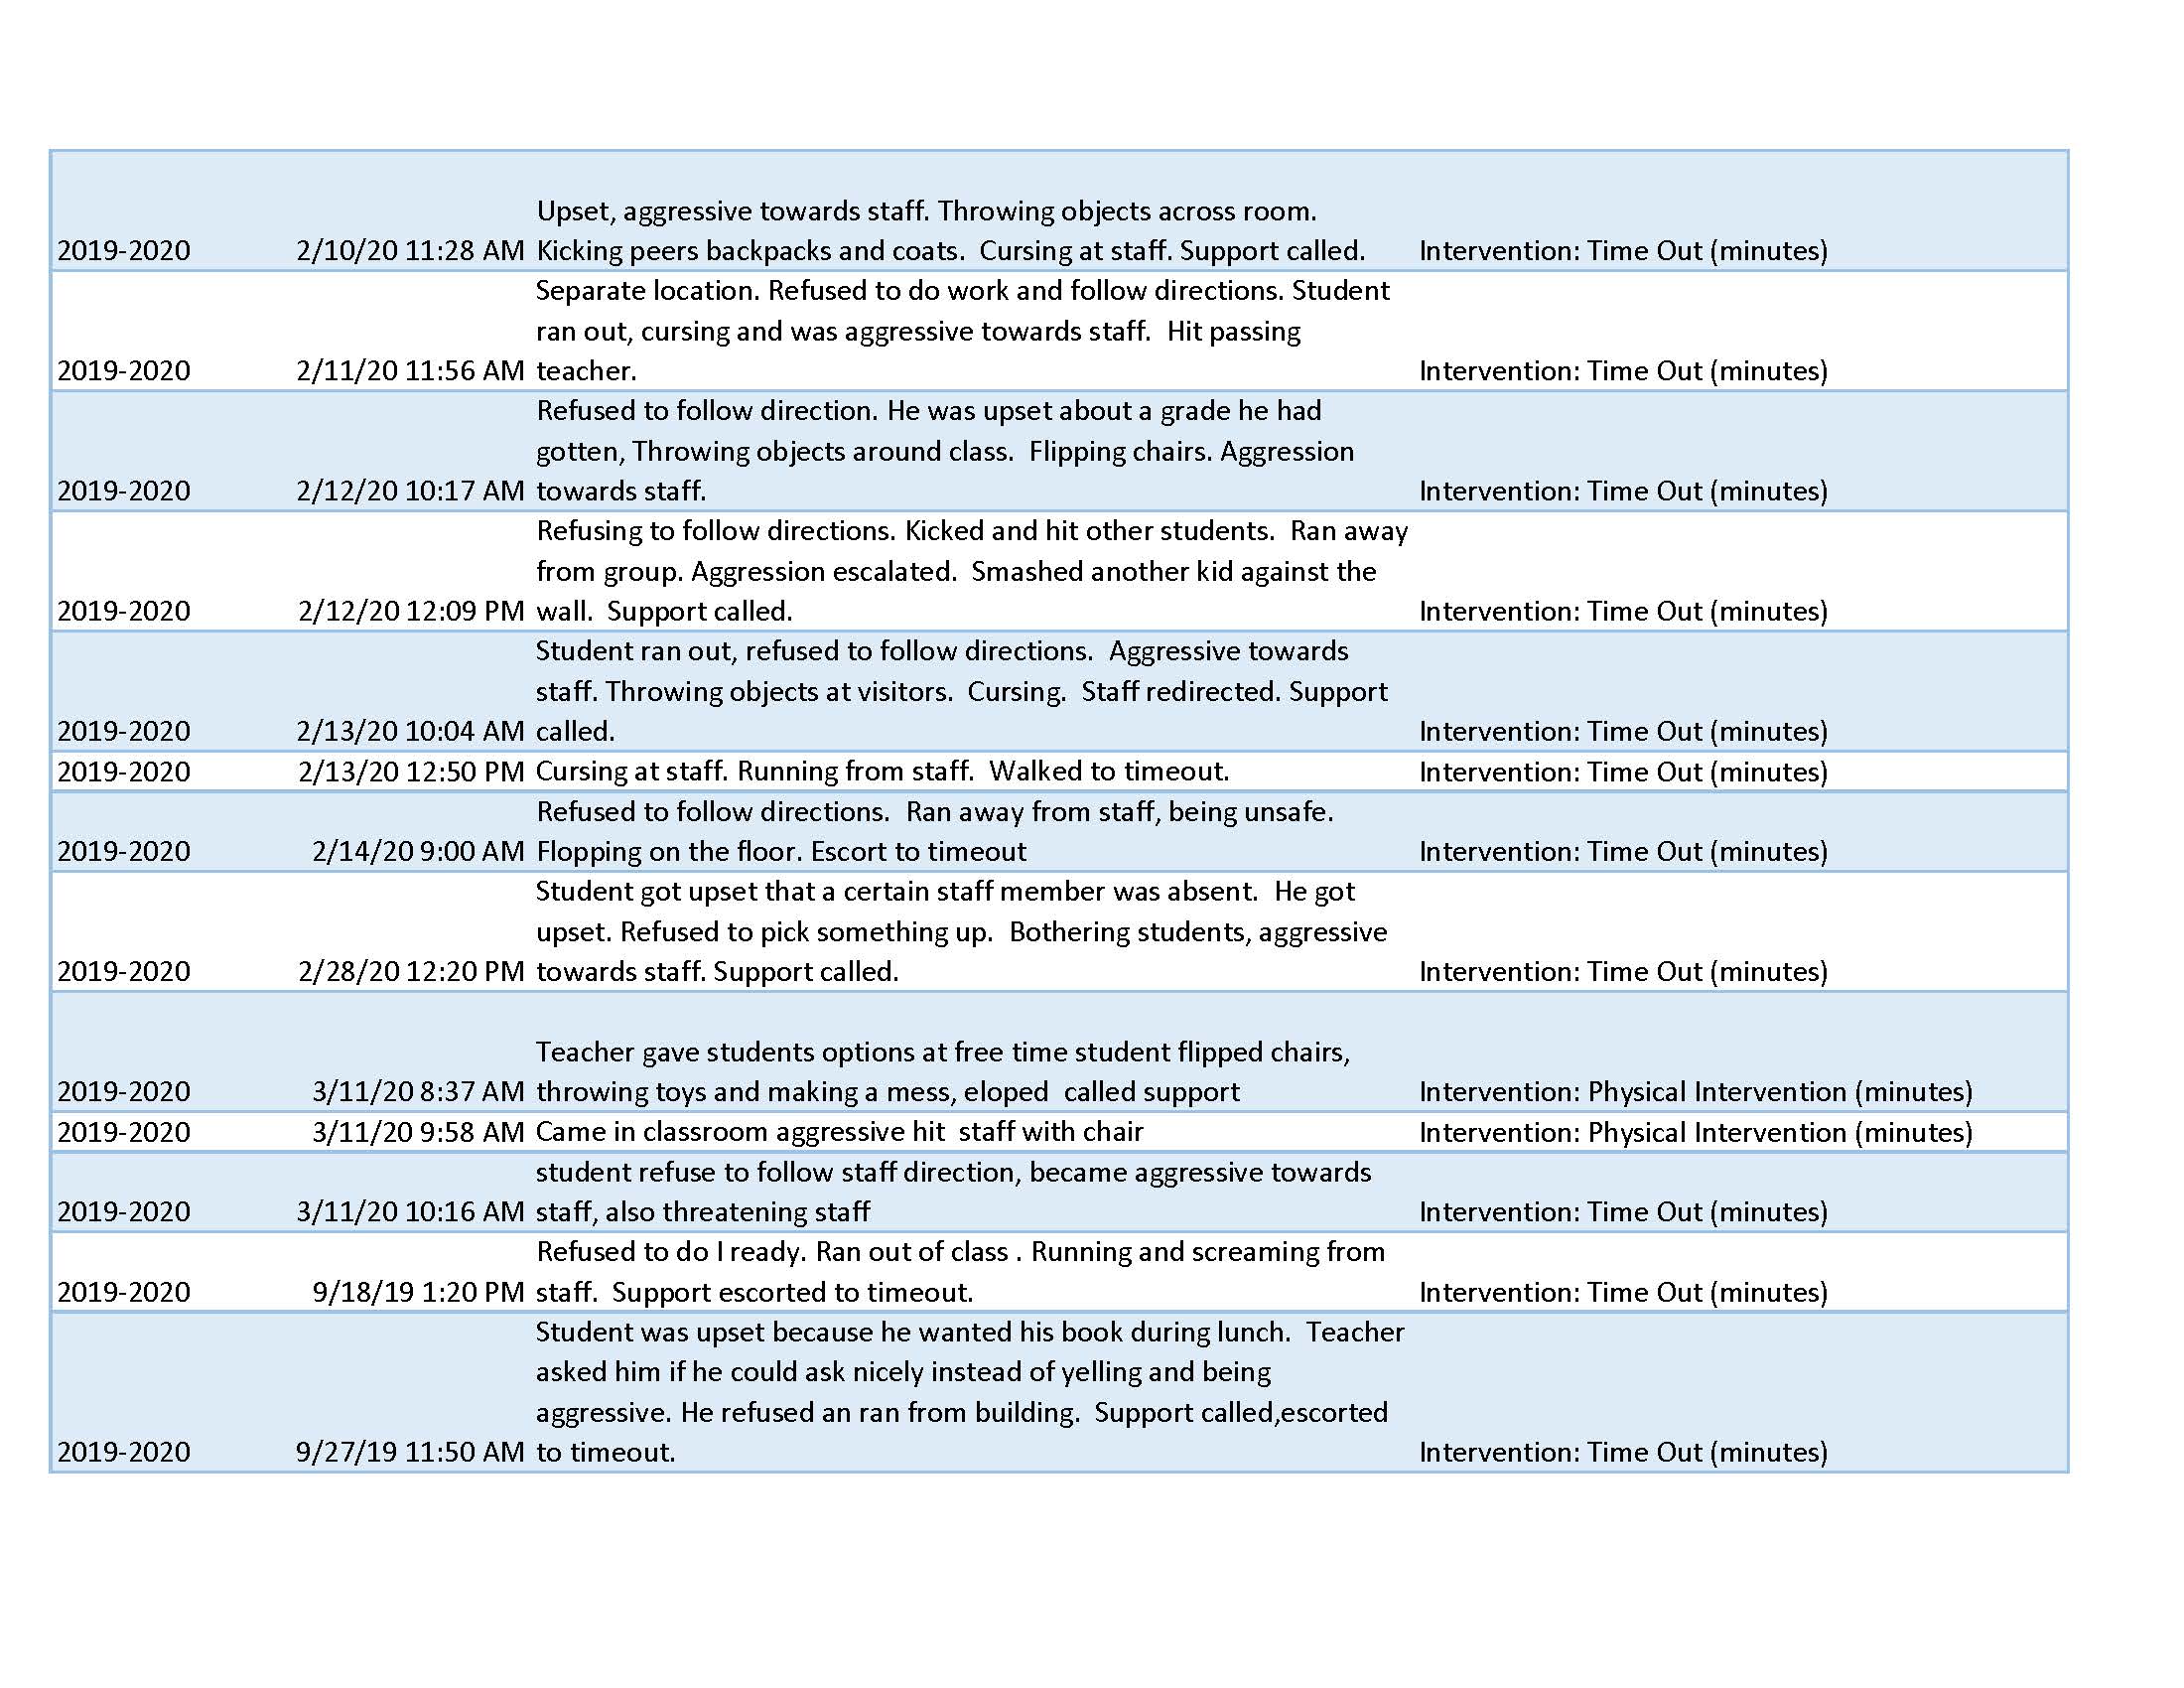 Upset, aggressive towards staff. Throwing objects across room.
2019-2020 2/10/20 11:28 AM Kicking peers backpacks and coats.  Cursing at staff. Support called. Intervention: Time Out (minutes)
Separate location. Refused to do work and follow directions. Student
ran out, cursing and was aggressive towards staff.  Hit passing
2019-2020 2/11/20 11:56 AM teacher. Intervention: Time Out (minutes)
Refused to follow direction. He was upset about a grade he had
gotten, Throwing objects around class.  Flipping chairs. Aggression
2019-2020 2/12/20 10:17 AM towards staff. Intervention: Time Out (minutes)
Refusing to follow directions. Kicked and hit other students.  Ran away
from group. Aggression escalated.  Smashed another kid against the
2019-2020 2/12/20 12:09 PM wall.  Support called. Intervention: Time Out (minutes)
Student ran out, refused to follow directions.  Aggressive towards
staff. Throwing objects at visitors.  Cursing.  Staff redirected. Support
2019-2020 2/13/20 10:04 AM called. Intervention: Time Out (minutes)
2019-2020 2/13/20 12:50 PM Cursing at staff. Running from staff.  Walked to timeout. Intervention: Time Out (minutes)
Refused to follow directions.  Ran away from staff, being unsafe.
2019-2020 2/14/20 9:00 AM Flopping on the floor. Escort to timeout Intervention: Time Out (minutes)
Student got upset that a certain staff member was absent.  He got
upset. Refused to pick something up.  Bothering students, aggressive
2019-2020 2/28/20 12:20 PM towards staff. Support called. Intervention: Time Out (minutes)
Teacher gave students options at free time student flipped chairs,
2019-2020 3/11/20 8:37 AM throwing toys and making a mess, eloped  called support Intervention: Physical Intervention (minutes)
2019-2020 3/11/20 9:58 AM Came in classroom aggressive hit  staff with chair Intervention: Physical Intervention (minutes)
student refuse to follow staff direction, became aggressive towards
2019-2020 3/11/20 10:16 AM staff, also threatening staff Intervention: Time Out (minutes)
Refused to do I ready. Ran out of class . Running and screaming from
2019-2020 9/18/19 1:20 PM staff.  Support escorted to timeout. Intervention: Time Out (minutes)
Student was upset because he wanted his book during lunch.  Teacher
asked him if he could ask nicely instead of yelling and being
aggressive. He refused an ran from building.  Support called,escorted
2019-2020 9/27/19 11:50 AM to timeout. Intervention: Time Out (minutes)